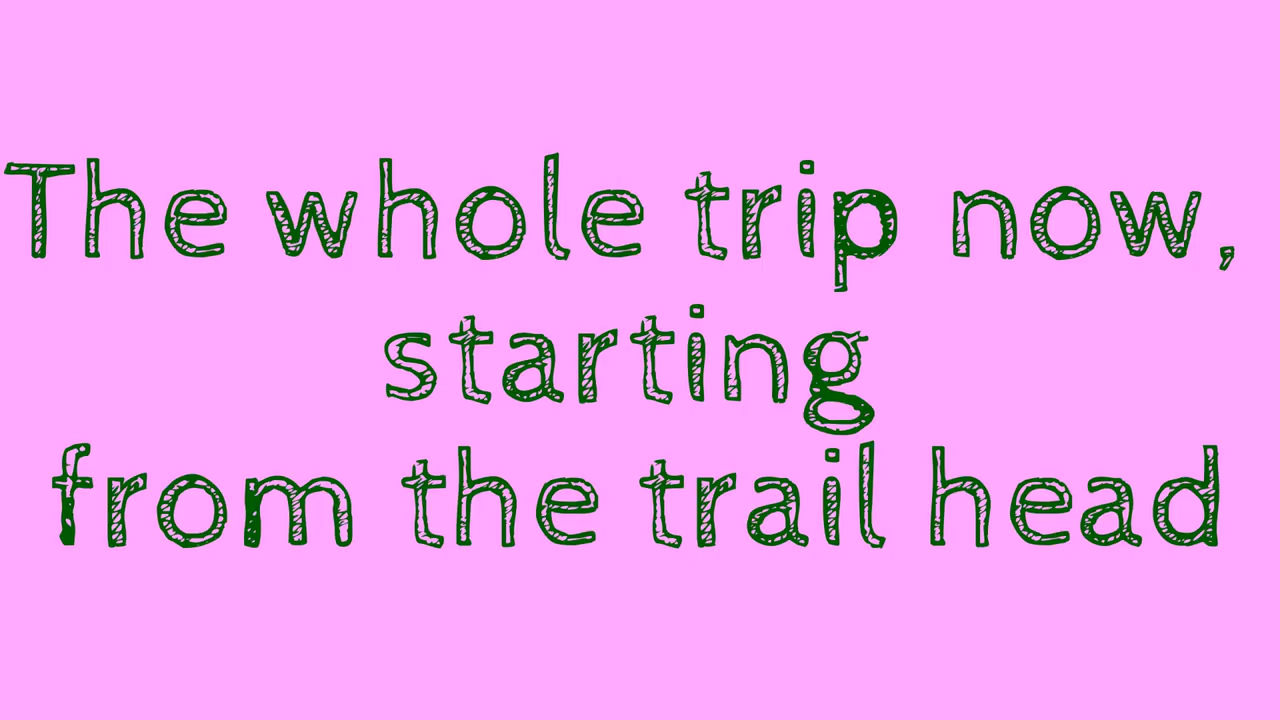 The whole trip now,
starting
from the trail head